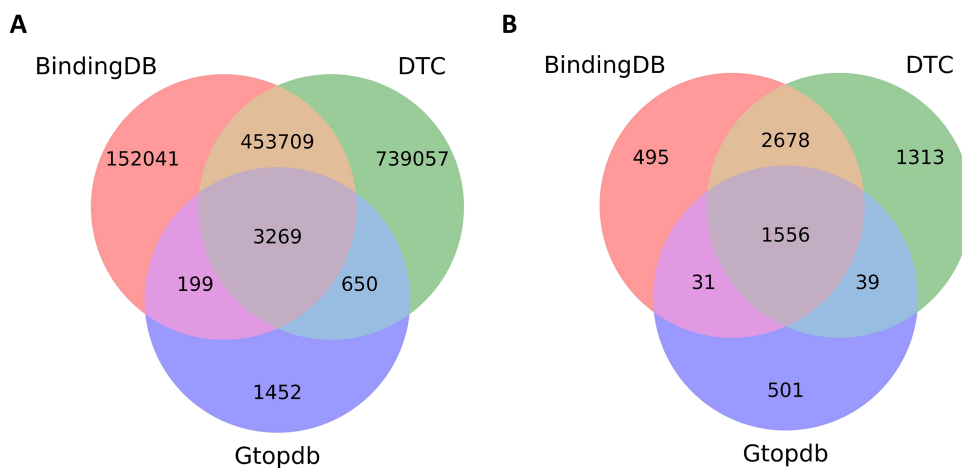 A
BindingDB
DTC
152041
453709
739057
3269
199
650
1452
Gtopdb
B
BindingDB
DTC
495
2678
1313
1556
31
39
501
Gtopdb